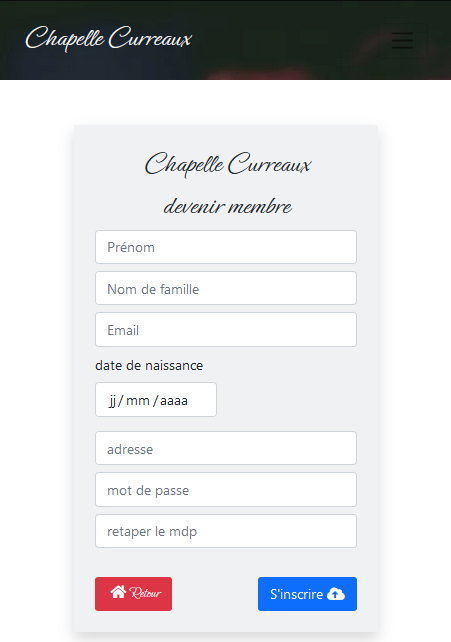 Chapelle Curreaux
Chapelle Curreaux
devenir membre
Prénom
Nom de famille
Email
date de naissance
jj/mm/aaaa
adresse
mot de passe
retaper le mdp
Retour
S'inscrire